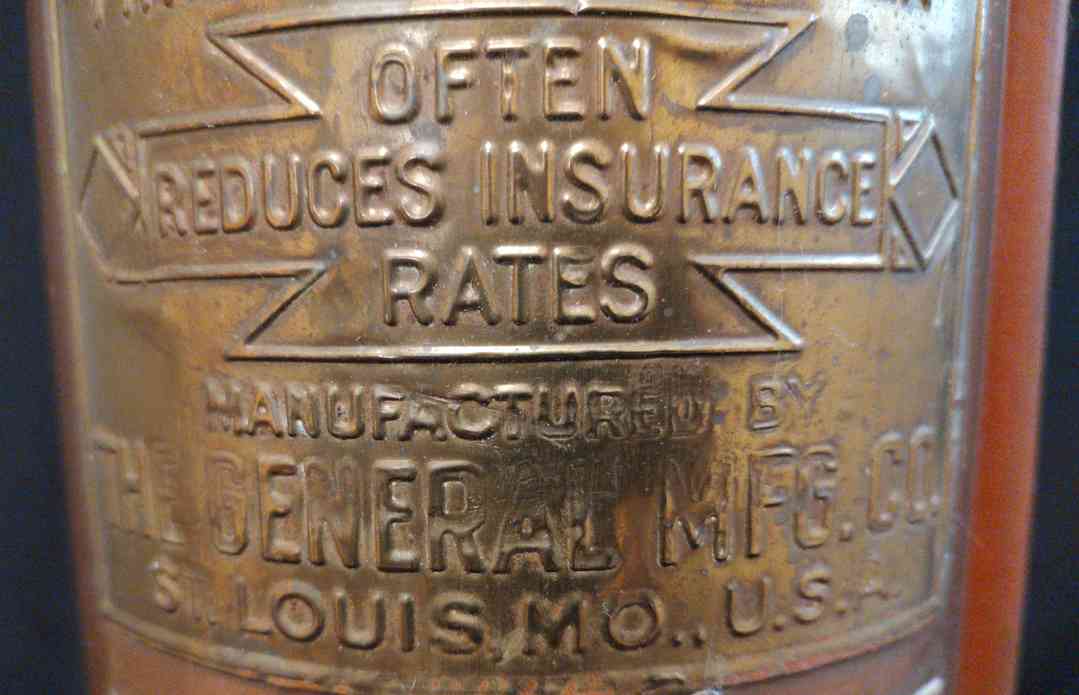 OFTEN
REDUCES INSURANCE
RATES
MANUFACTURED BY
THE GENERAL MFG. CO.
ST. LOUIS, MO., U.S.A.